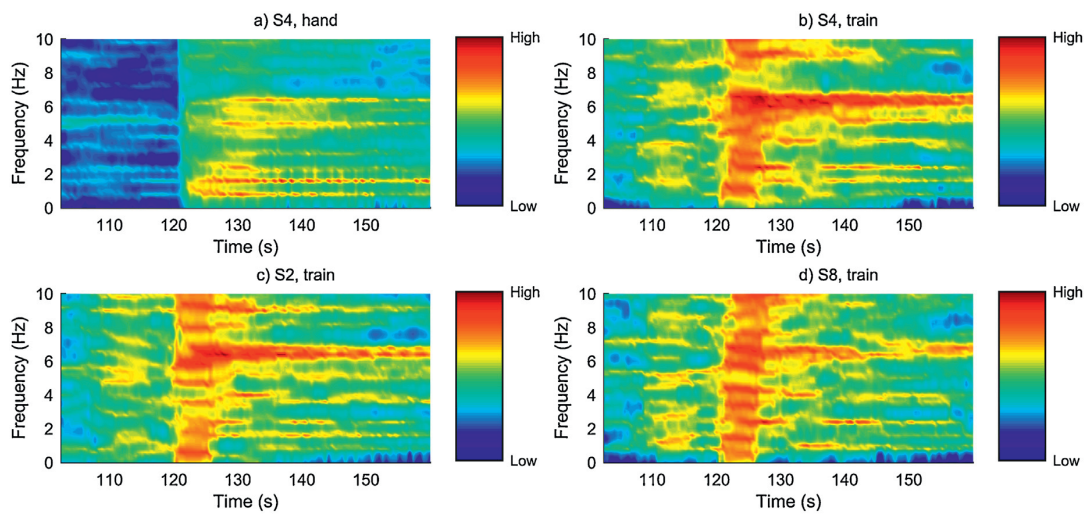 a) S4, hand
10
8
6
4
2
0
Frequency (Hz)
110 120 130 140 150
Time (s)
High
Low
b) S4, train
10
8
6
4
2
0
Frequency (Hz)
110 120 130 140 150
Time (s)
High
Low
c) S2, train
10
8
6
4
2
0
Frequency (Hz)
110 120 130 140 150
Time (s)
High
Low
d) S8, train
10
8
6
4
2
0
Frequency (Hz)
110 120 130 140 150
Time (s)
High
Low